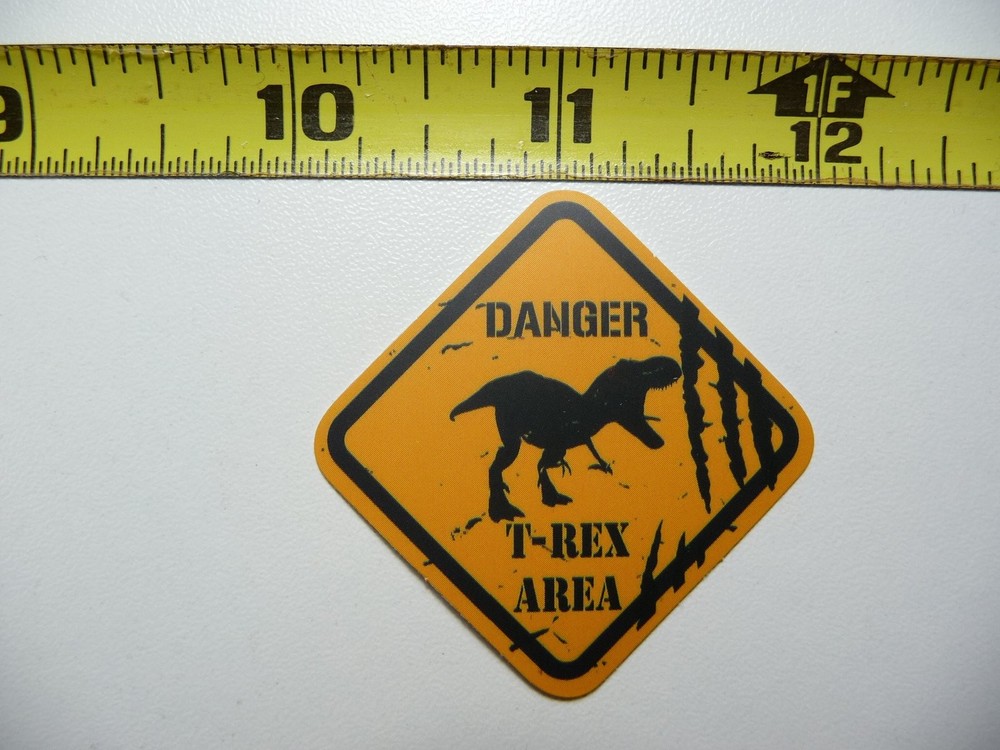 9 10 11 1F
12
DANGER
T-REX
AREA